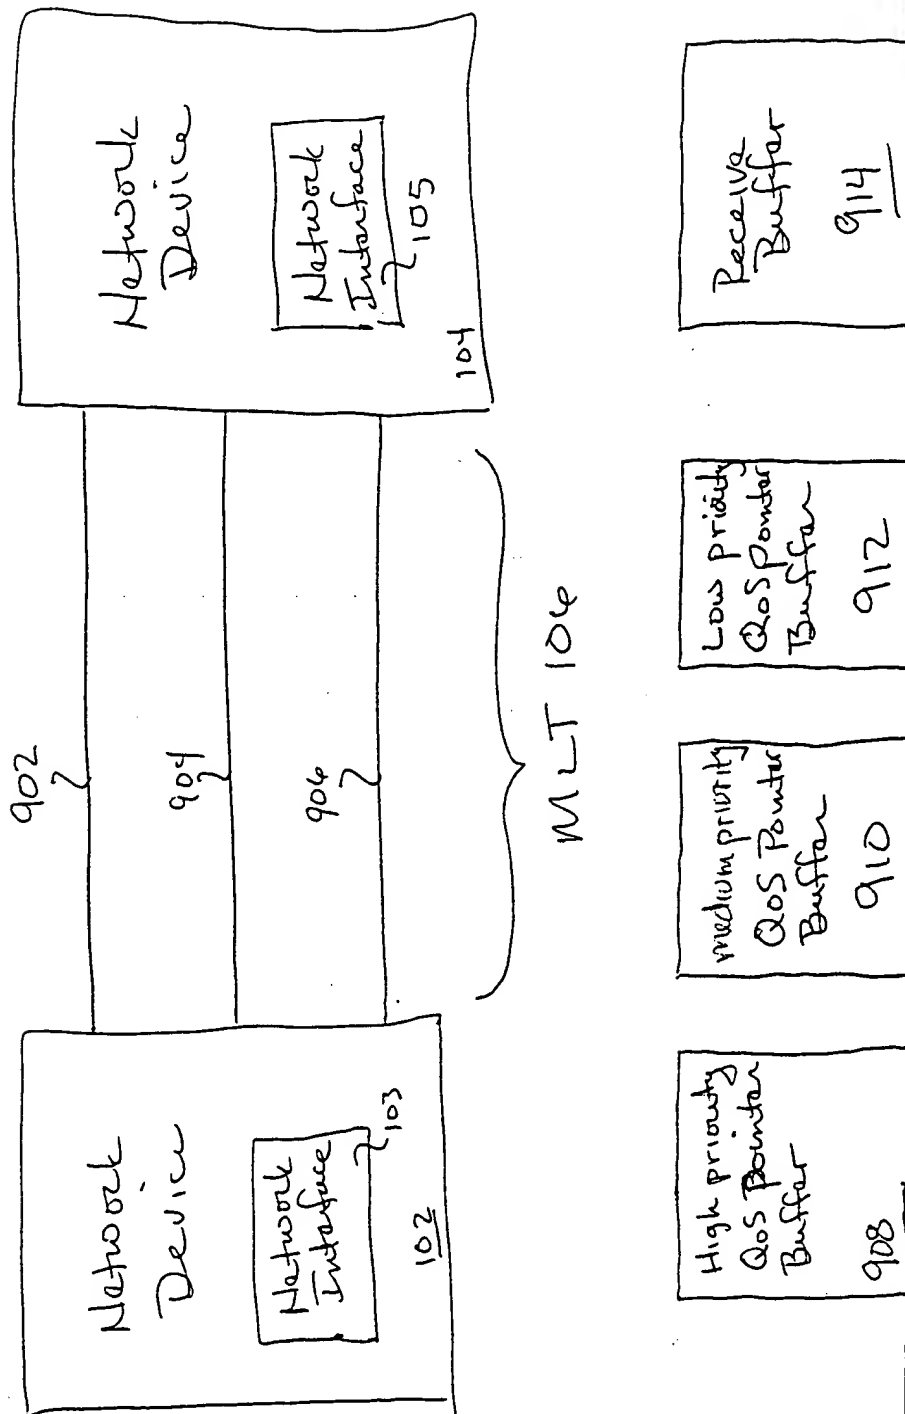 Network
Device
Network
Interface
103
102
902
904
906
MLT 106
Network
Device
Network
Interface
105
104
High priority
QoS Pointer
Buffer
908
medium priority
QoS Pointer
Buffer
910
Low priority
QoS Pointer
Buffer
912
Receive
Buffer
914